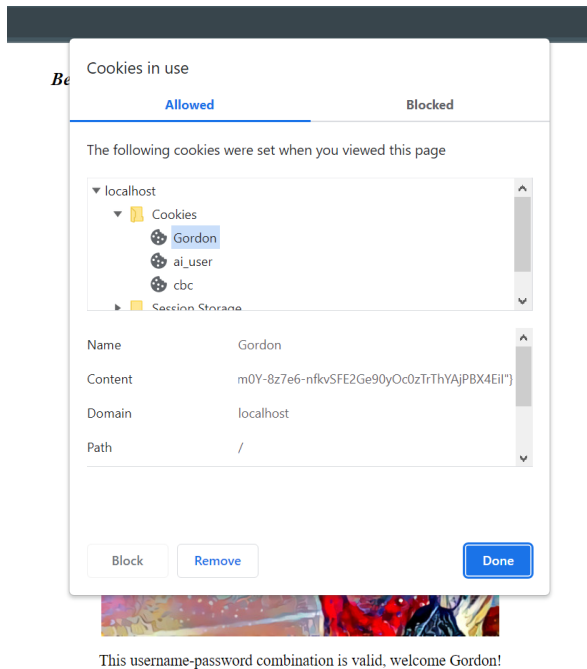 Be
Cookies in use
Allowed Blocked
The following cookies were set when you viewed this page
localhost
Cookies
Gordon
ai_user
cbc
Session Storage
Name Gordon
Content m0Y-8z7e6-nfkvSFE2Ge90yOc0zTrThYAjPBX4EiI"}
Domain localhost
Path /
Block Remove Done
This username-password combination is valid, welcome Gordon!